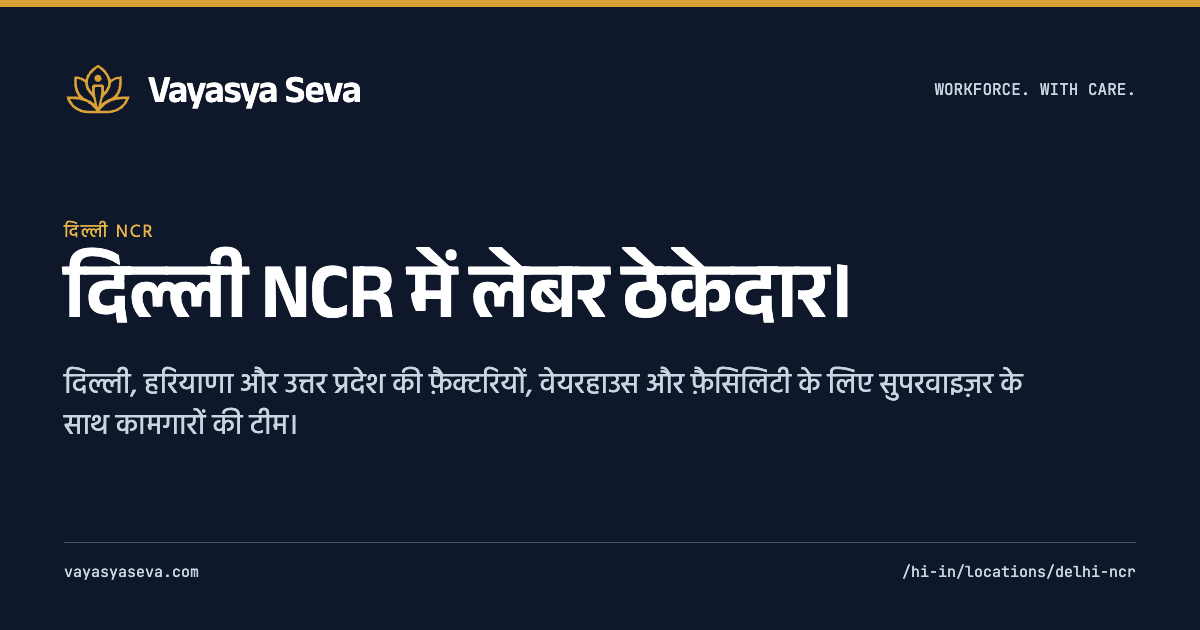 Vayasya Seva
WORKFORCE. WITH CARE.
दिल्ली NCR
दिल्ली NCR में लेबर ठेकेदार।
दिल्ली, हरियाणा और उत्तर प्रदेश की फ़ैक्टरियों, वेयरहाउस और फ़ैसिलिटी के लिए सुपरवाइज़र के
साथ कामगारों की टीम।
vayasyaseva.com
/hi-in/locations/delhi-ncr